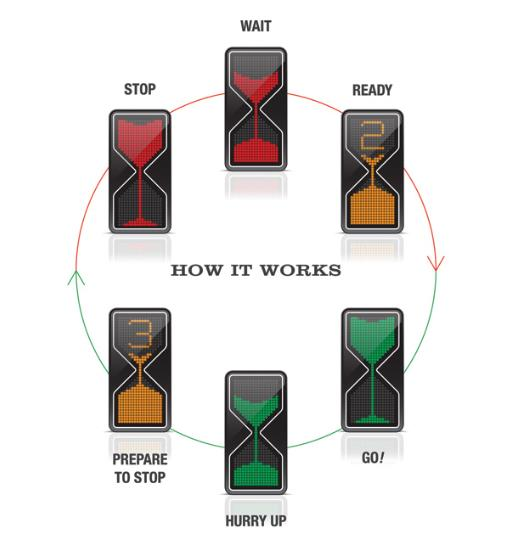 WAIT
STOP
READY
2
HOW IT WORKS
3
PREPARE
TO STOP
GO!
HURRY UP